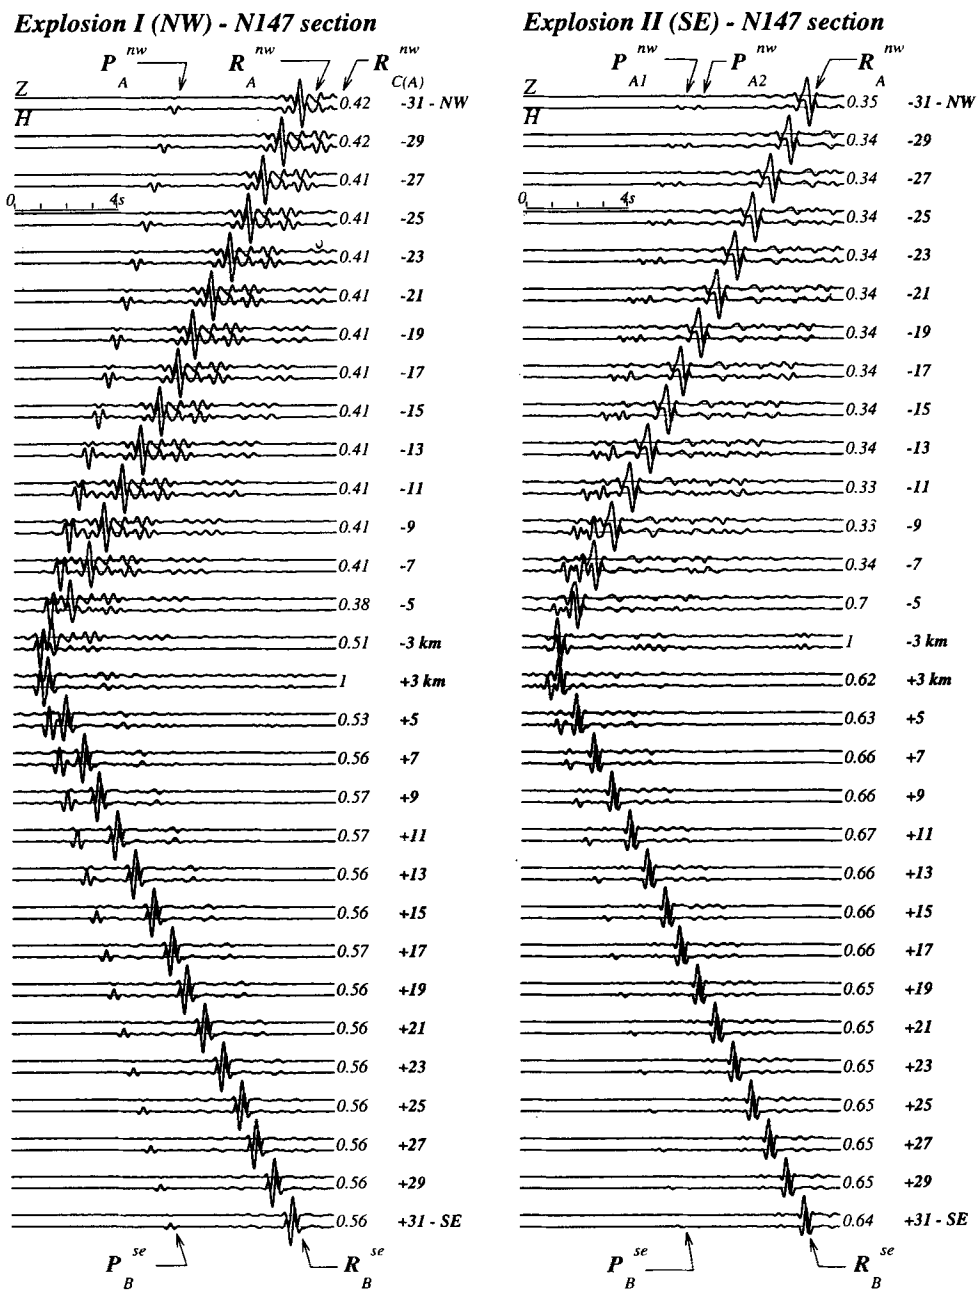 Explosion I (NW) - N147 section
Explosion II (SE) - N147 section
P nw A
R nw A
R nw C(A)
P nw A1
P nw A2
R nw A
Z
H
0.42 -31 - NW
Z
H
0.35 -31 - NW
0.42 -29
0.34 -29
0.41 -27
0.34 -27
0 4s
0.41 -25
0 4s
0.34 -25
0.41 -23
0.34 -23
0.41 -21
0.34 -21
0.41 -19
0.34 -19
0.41 -17
0.34 -17
0.41 -15
0.34 -15
0.41 -13
0.34 -13
0.41 -11
0.33 -11
0.41 -9
0.33 -9
0.41 -7
0.34 -7
0.38 -5
0.7 -5
0.51 -3 km
1 -3 km
1 +3 km
0.62 +3 km
0.53 +5
0.63 +5
0.56 +7
0.66 +7
0.57 +9
0.66 +9
0.57 +11
0.67 +11
0.56 +13
0.66 +13
0.56 +15
0.66 +15
0.57 +17
0.66 +17
0.56 +19
0.65 +19
0.56 +21
0.65 +21
0.56 +23
0.65 +23
0.56 +25
0.65 +25
0.56 +27
0.65 +27
0.56 +29
0.65 +29
0.56 +31 - SE
0.64 +31 - SE
P se B
R se B
P se B
R se B